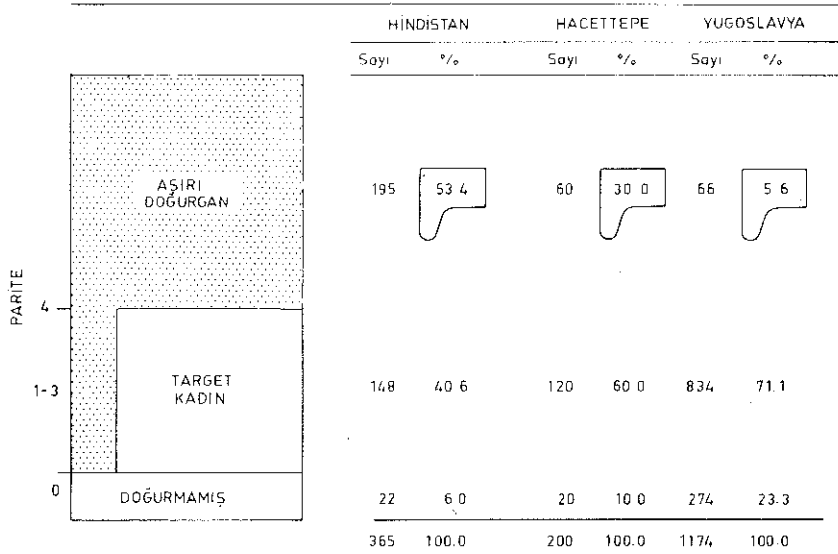 HİNDİSTAN HACETTEPE YUGOSLAVYA
Sayı % Sayı % Sayı %
AŞIRI
DOĞURGAN
195 53 4 60 30 0 66 5 6
PARİTE
4
1-3
TARGET
KADIN
148 40 6 120 60 0 834 71.1
0
DOĞURMAMIŞ
22 6 0 20 10 0 274 23.3
365 100.0 200 100.0 1174 100.0